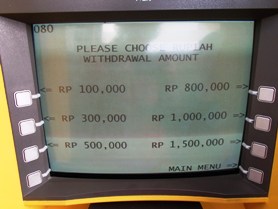 080
PLEASE CHOOSE LAH
WITHDRAWAL AMOUNT
<= RP 100,000 RP 800,000 =>
<= RP 300,000 RP 1,000,000 =>
<= RP 500,000 RP 1,500,000 =>
MAIN MENU =>